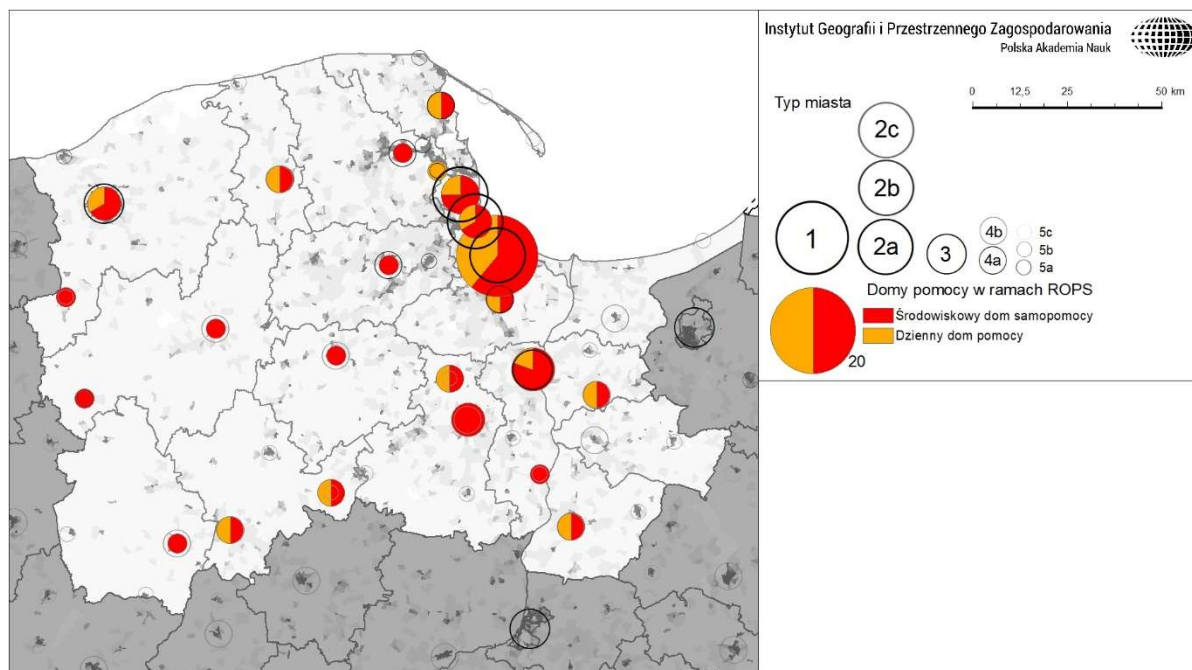 Instytut Geografii i Przestrzennego Zagospodarowania
Polska Akademia Nauk
0 12,5 25 50 km
Typ miasta
2c
2b
1
2a
3
4b
4a
5c
5b
5a
Domy pomocy w ramach ROPS
Środowiskowy dom samopomocy
Dzienny dom pomocy
20